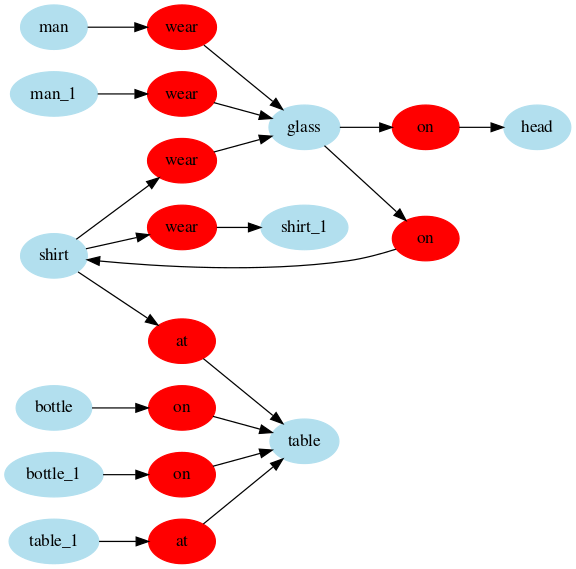 man
wear
man_1
wear
glass
on
head
wear
wear
shirt_1
on
shirt
at
bottle
on
table
bottle_1
on
table_1
at